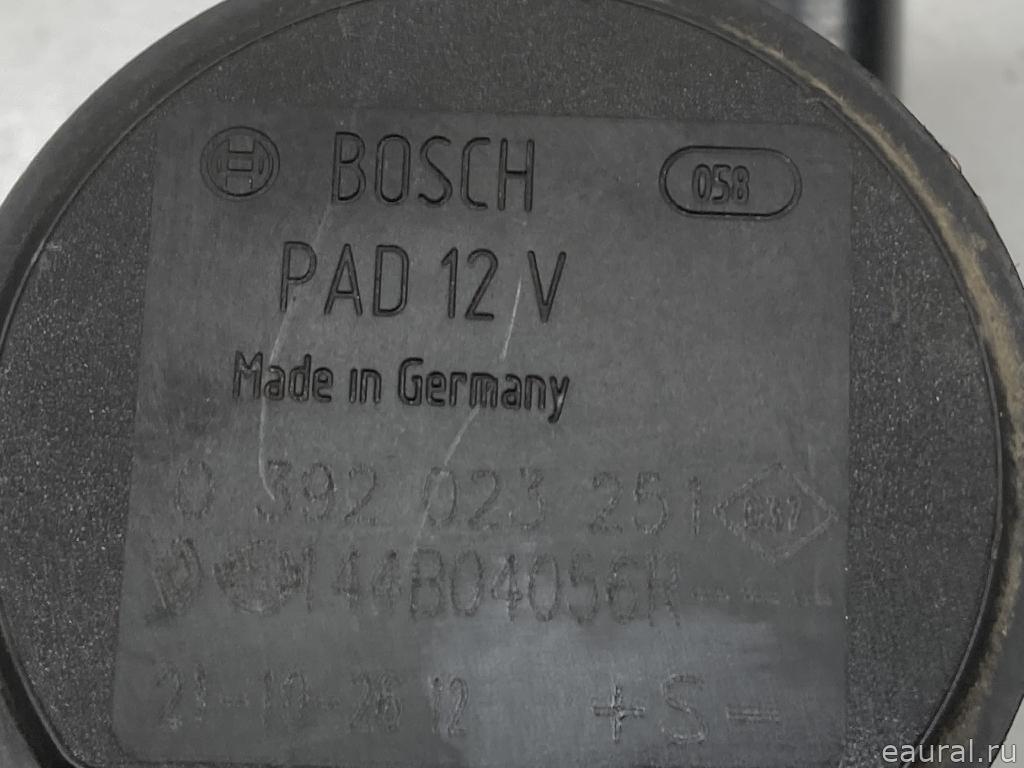 BOSCH 058
PAD 12 V
Made in Germany
0 392 023 251
144B04056R----
21-10-26 12 + S -
eaural.ru